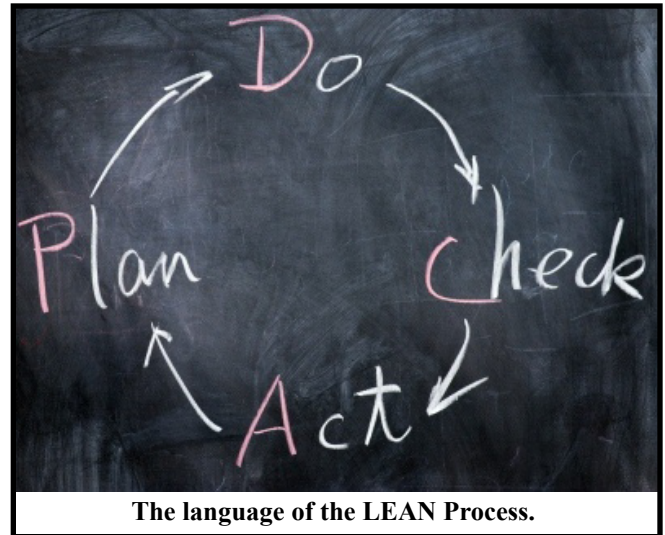 Do
Plan
Check
Act
The language of the LEAN Process.